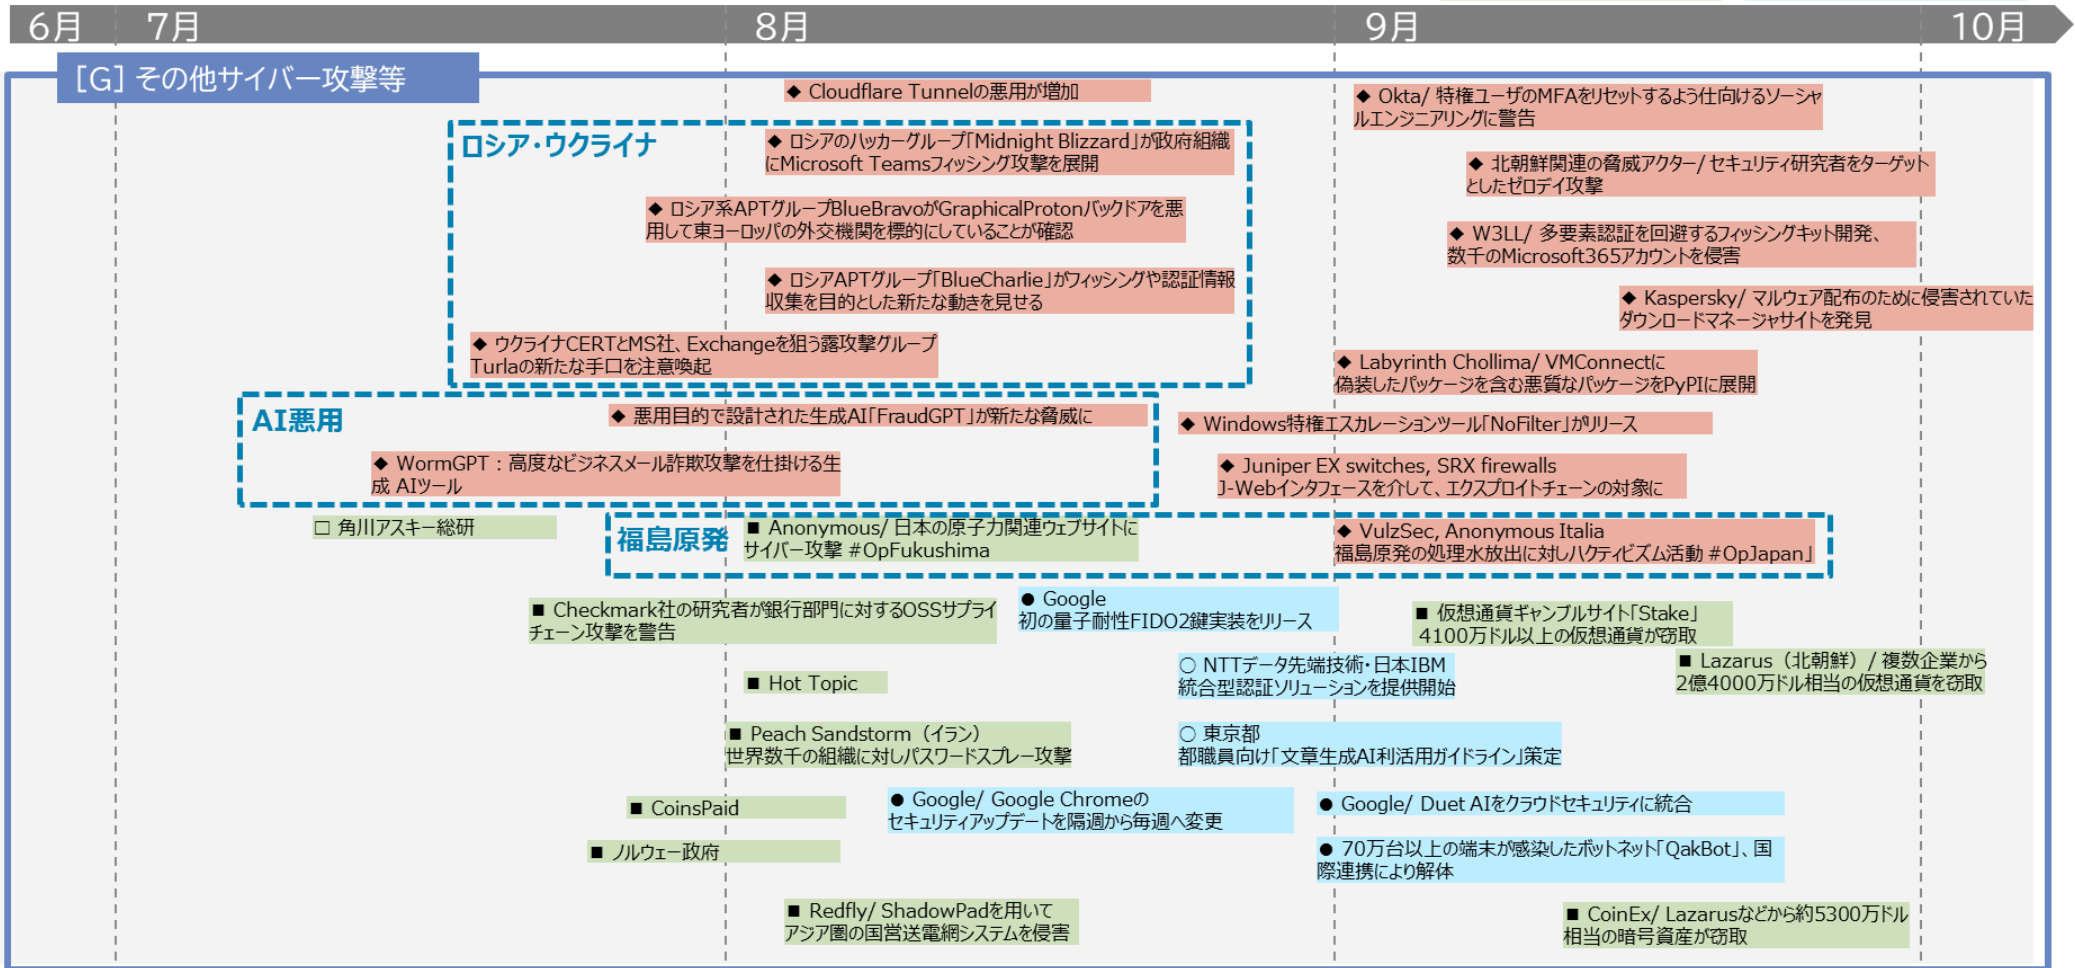 6月 7月 8月 9月 10月
[G] その他サイバー攻撃等
◆ Cloudflare Tunnelの悪用が増加
◆ Okta/ 特権ユーザのMFAをリセットするよう仕向けるソーシャ
ルエンジニアリングに警告
ロシア・ウクライナ
◆ ロシアのハッカーグループ「Midnight Blizzard」が政府組織
にMicrosoft Teamsフィッシング攻撃を展開
◆ 北朝鮮関連の脅威アクター/ セキュリティ研究者をターゲット
としたゼロデイ攻撃
◆ ロシア系APTグループBlueBravoがGraphicalProtonバックドアを悪
用して東ヨーロッパの外交機関を標的にしていることが確認
◆ W3LL/ 多要素認証を回避するフィッシングキット開発、
数千のMicrosoft365アカウントを侵害
◆ ロシアAPTグループ「BlueCharlie」がフィッシングや認証情報
収集を目的とした新たな動きを見せる
◆ Kaspersky/ マルウェア配布のために侵害されていた
ダウンロードマネージャサイトを発見
◆ ウクライナCERTとMS社、Exchangeを狙う露攻撃グループ
Turlaの新たな手口を注意喚起
◆ Labyrinth Chollima/ VMConnectに
偽装したパッケージを含む悪質なパッケージをPyPIに展開
AI悪用
◆ 悪用目的で設計された生成AI「FraudGPT」が新たな脅威に
◆ Windows特権エスカレーションツール「NoFilter」がリリース
◆ WormGPT：高度なビジネスメール詐欺攻撃を仕掛ける生
成 AIツール
◆ Juniper EX switches, SRX firewalls
J-Webインタフェースを介して、エクスプロイトチェーンの対象に
□ 角川アスキー総研
福島原発
■ Anonymous/ 日本の原子力関連ウェブサイトに
サイバー攻撃 #OpFukushima
◆ VulzSec, Anonymous Italia
福島原発の処理水放出に対しハクティビズム活動 #OpJapan」
■ Checkmark社の研究者が銀行部門に対するOSSサプライ
チェーン攻撃を警告
● Google
初の量子耐性FIDO2鍵実装をリリース
■ 仮想通貨ギャンブルサイト「Stake」
4100万ドル以上の仮想通貨が窃取
■ Hot Topic
○ NTTデータ先端技術・日本IBM
統合型認証ソリューションを提供開始
■ Lazarus（北朝鮮）/ 複数企業から
2億4000万ドル相当の仮想通貨を窃取
■ Peach Sandstorm（イラン）
世界数千の組織に対しパスワードスプレー攻撃
○ 東京都
都職員向け「文章生成AI利活用ガイドライン」策定
■ CoinsPaid
● Google/ Google Chromeの
セキュリティアップデートを隔週から毎週へ変更
● Google/ Duet AIをクラウドセキュリティに統合
■ ノルウェー政府
● 70万台以上の端末が感染したボットネット「QakBot」、国
際連携により解体
■ Redfly/ ShadowPadを用いて
アジア圏の国営送電網システムを侵害
■ CoinEx/ Lazarusなどから約5300万ドル
相当の暗号資産が窃取